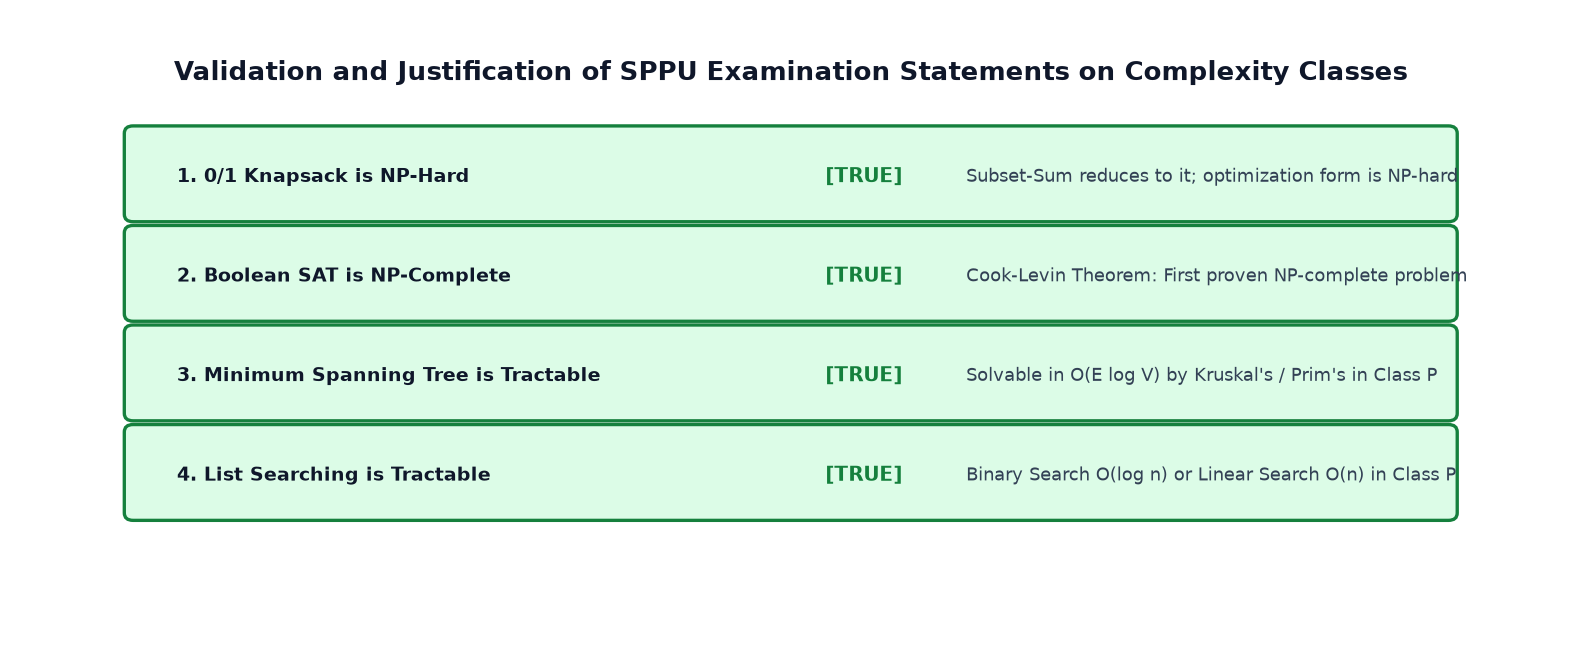 Validation and Justification of SPPU Examination Statements on Complexity Classes
1. 0/1 Knapsack is NP-Hard [TRUE] Subset-Sum reduces to it; optimization form is NP-hard
2. Boolean SAT is NP-Complete [TRUE] Cook-Levin Theorem: First proven NP-complete problem
3. Minimum Spanning Tree is Tractable [TRUE] Solvable in O(E log V) by Kruskal's / Prim's in Class P
4. List Searching is Tractable [TRUE] Binary Search O(log n) or Linear Search O(n) in Class P